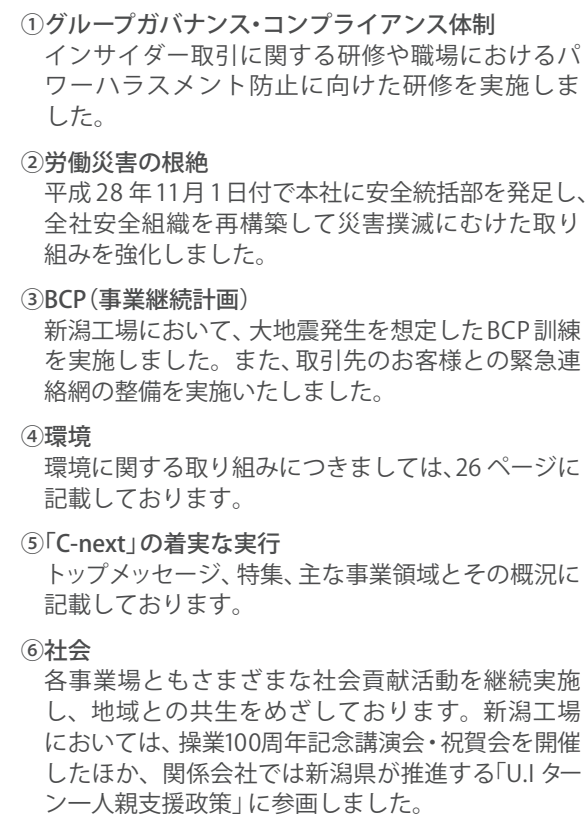 ①グループガバナンス・コンプライアンス体制
インサイダー取引に関する研修や職場におけるパ
ワーハラスメント防止に向けた研修を実施しま
した。
②労働災害の根絶
平成 28 年11月 1日付で本社に安全統括部を発足し、
全社安全組織を再構築して災害撲滅にむけた取り
組みを強化しました。
③BCP（事業継続計画）
新潟工場において、大地震発生を想定したBCP訓練
を実施しました。また、取引先のお客様との緊急連
絡網の整備を実施いたしました。
④環境
環境に関する取り組みにつきましては、26 ページに
記載しております。
⑤「C-next」の着実な実行
トップメッセージ、特集、主な事業領域とその概況に
記載しております。
⑥社会
各事業場ともさまざまな社会貢献活動を継続実施
し、地域との共生をめざしております。新潟工場
においては、操業100周年記念講演会・祝賀会を開催
したほか、関係会社では新潟県が推進する「U.I ター
ン一人親支援政策」に参画しました。